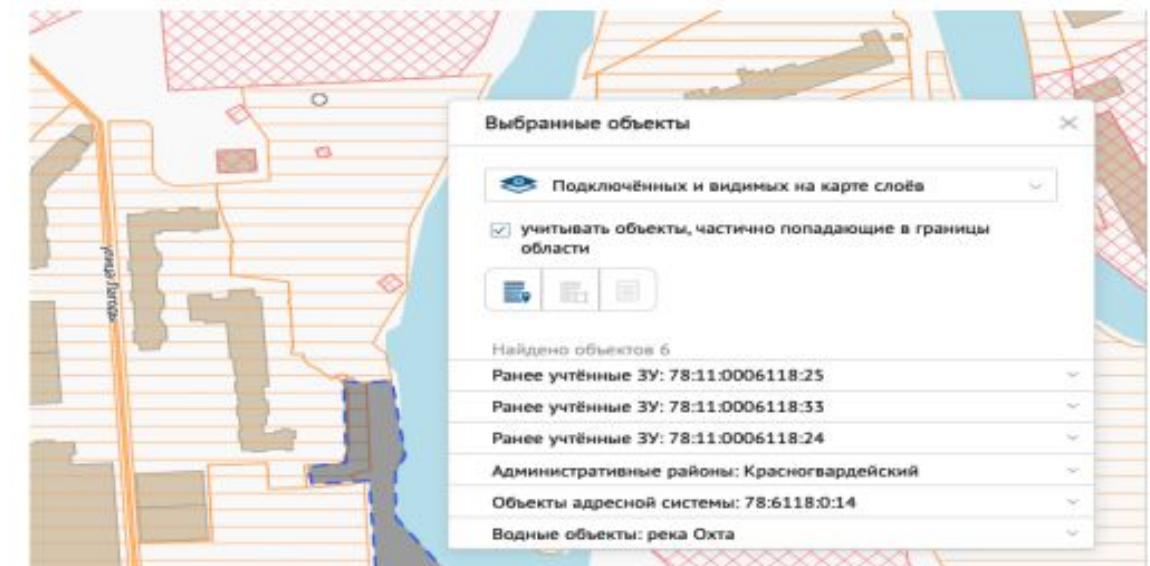 Выбранные объекты
Подключённых и видимых на карте слоёв
учитывать объекты, частично попадающие в границы
области
Найдено объектов 6
Ранее учтённые ЗУ: 78:11:0006118:25
Ранее учтённые ЗУ: 78:11:0006118:33
Ранее учтённые ЗУ: 78:11:0006118:24
Административные районы: Красногвардейский
Объекты адресной системы: 78:6118:0:14
Водные объекты: река Охта
улица